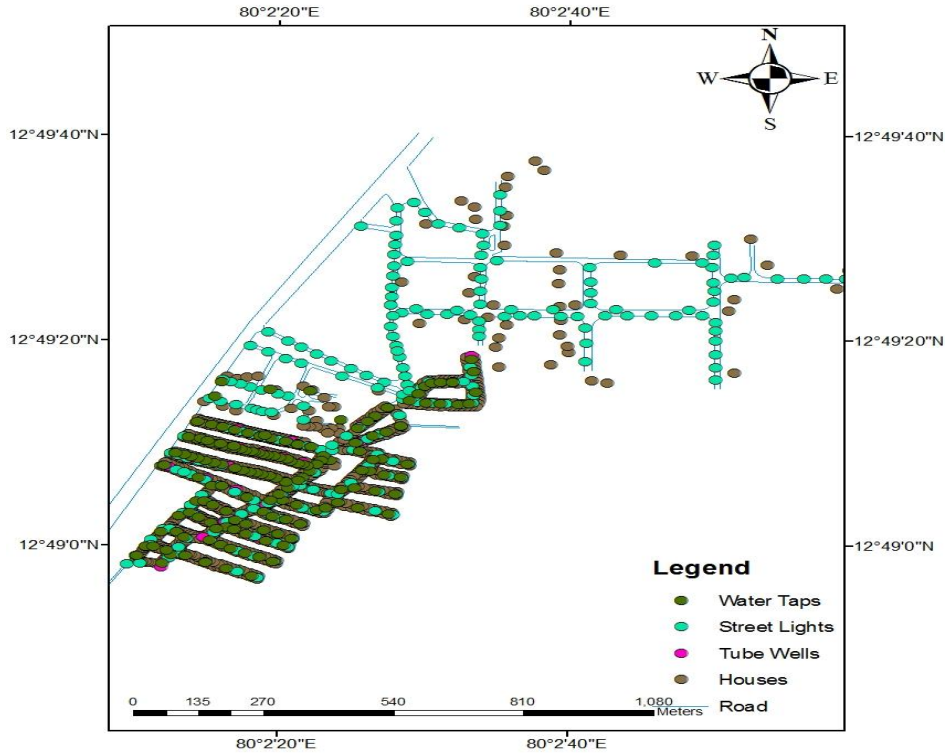 80°2'20"E 80°2'40"E
N
W E
S
12°49'40"N 12°49'40"N
12°49'20"N 12°49'20"N
12°49'0"N 12°49'0"N
Legend
Water Taps
Street Lights
Tube Wells
Houses
Road
0 135 270 540 810 1,080
Meters
80°2'20"E 80°2'40"E